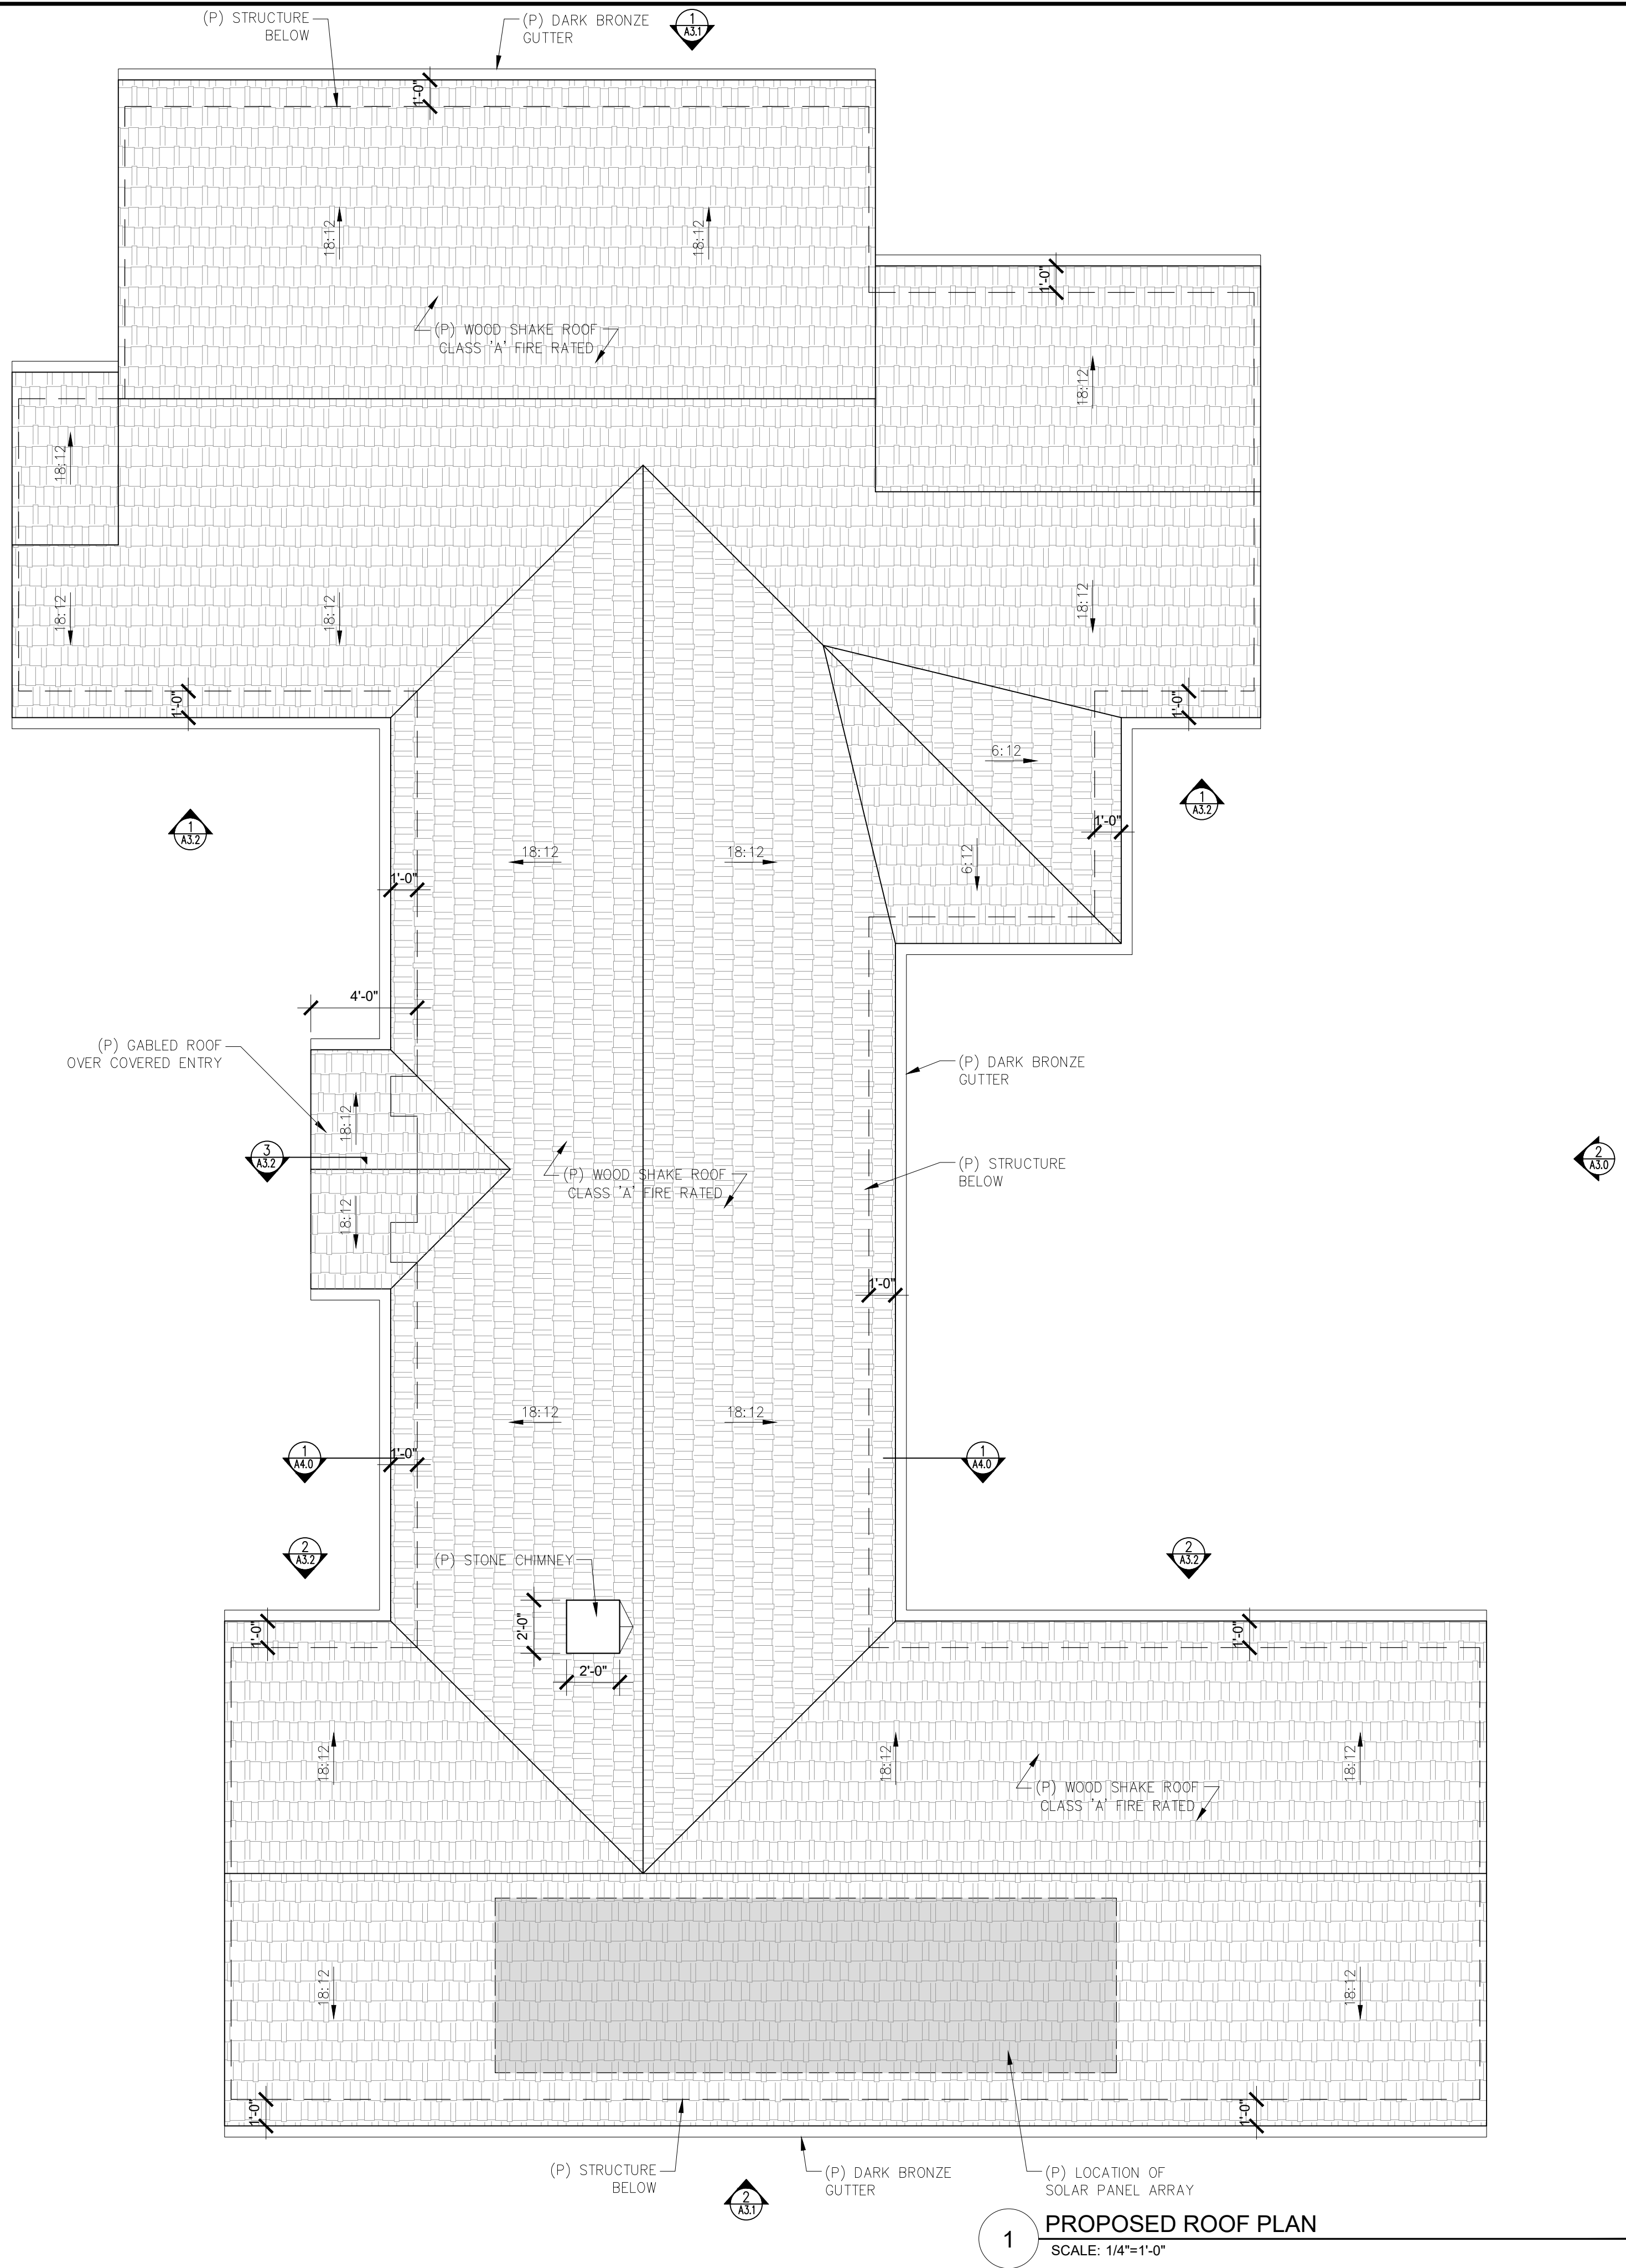 (P) STRUCTURE
BELOW
(P) DARK BRONZE
GUTTER
1
A3.1
1'-0"
18:12
18:12
1'-0"
(P) WOOD SHAKE ROOF
CLASS 'A' FIRE RATED
18:12
18:12
18:12
18:12
18:12
1'-0"
1'-0"
6:12
1
A3.2
1
A3.2
1'-0"
18:12
18:12
6:12
1'-0"
4'-0"
(P) GABLED ROOF
OVER COVERED ENTRY
(P) DARK BRONZE
GUTTER
18:12
3
A3.2
(P) WOOD SHAKE ROOF
CLASS 'A' FIRE RATED
(P) STRUCTURE
BELOW
2
A3.0
18:12
1'-0"
18:12
18:12
1'-0"
1
A4.0
1
A4.0
2
A3.2
(P) STONE CHIMNEY
2
A3.2
1'-0"
2'-0"
1'-0"
2'-0"
18:12
18:12
18:12
(P) WOOD SHAKE ROOF
CLASS 'A' FIRE RATED
18:12
18:12
1'-0"
1'-0"
(P) STRUCTURE
BELOW
(P) DARK BRONZE
GUTTER
(P) LOCATION OF
SOLAR PANEL ARRAY
2
A3.1
1
PROPOSED ROOF PLAN
SCALE: 1/4"=1'-0"